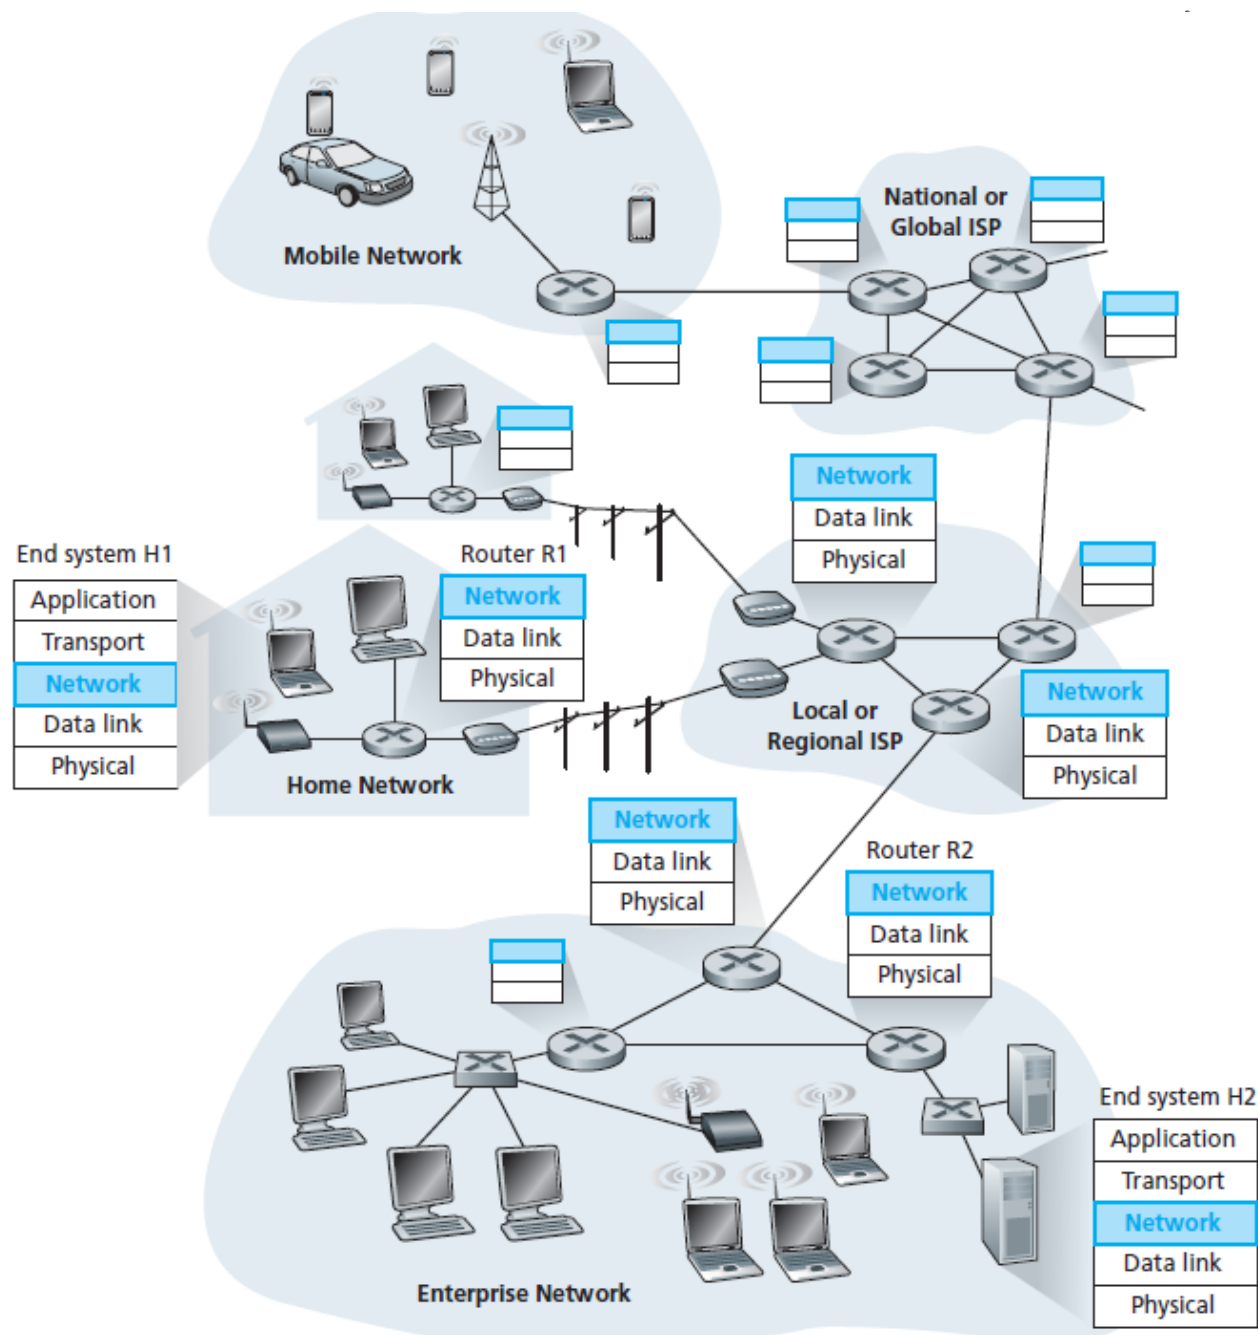 National or
Global ISP
Mobile Network
Network
Data link
Physical
End system H1
Application
Transport
Network
Data link
Physical
Router R1
Network
Data link
Physical
Home Network
Local or
Regional ISP
Network
Data link
Physical
Network
Data link
Physical
Router R2
Network
Data link
Physical
End system H2
Application
Transport
Network
Data link
Physical
Enterprise Network